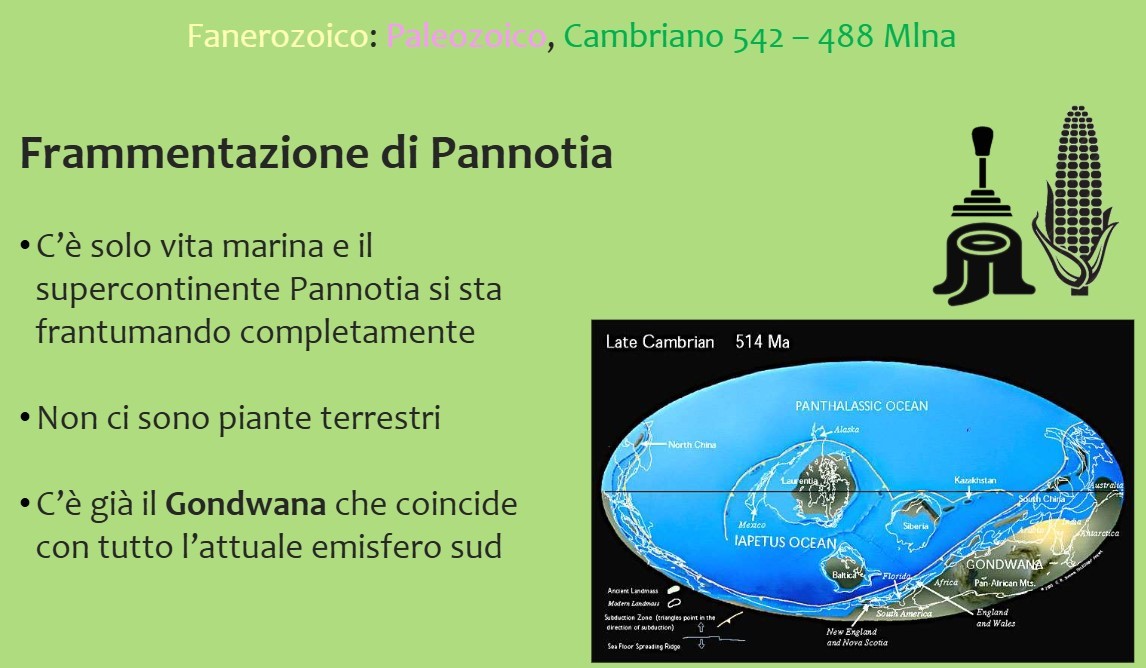 Fanerozoico: Paleozoico, Cambriano 542 – 488 Mlna
Frammentazione di Pannotia
• C'è solo vita marina e il
supercontinente Pannotia si sta
frantumando completamente
• Non ci sono piante terrestri
• C'è già il Gondwana che coincide
con tutto l'attuale emisfero sud
Late Cambrian 514 Ma
PANTHALASSIC OCEAN
Alaska
North China
Laurentia
Kazakhstan
Australia
South China
Mexico
Siberia
India
Antarctica
IAPETUS OCEAN
GONDWANA
Baltica
Florida
Africa
Pan-African Mts.
Ancient Landmass
Modern Landmass
South America
England
and Wales
Subduction Zone (triangles point in the
direction of subduction)
New England
and Nova Scotia
Sea Floor Spreading Ridge